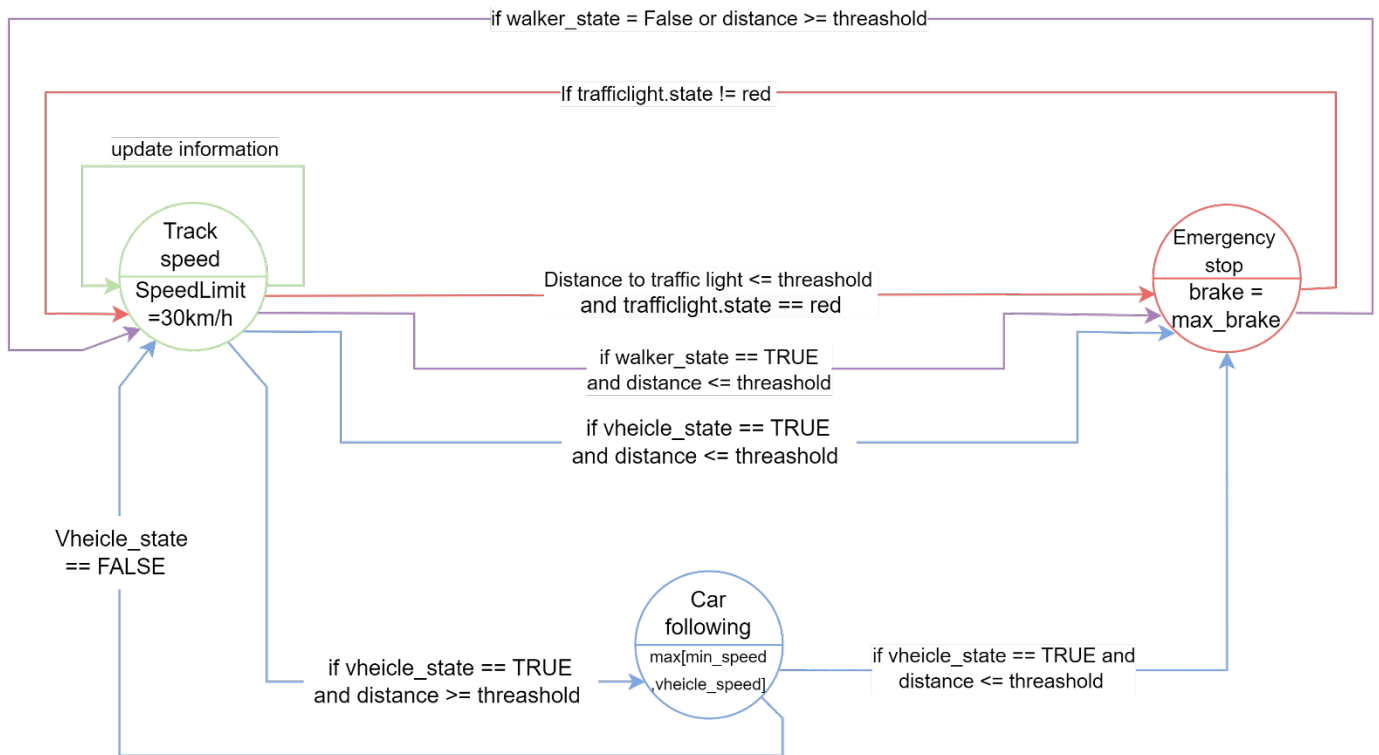 if walker_state = False or distance >= threashold
If trafficlight.state != red
update information
Track
speed
SpeedLimit
=30km/h
Emergency
stop
brake =
max_brake
Distance to traffic light <= threashold
and trafficlight.state == red
if walker_state == TRUE
and distance <= threashold
if vheicle_state == TRUE
and distance <= threashold
Vheicle_state
== FALSE
Car
following
max[min_speed
,vheicle_speed]
if vheicle_state == TRUE
and distance >= threashold
if vheicle_state == TRUE and
distance <= threashold